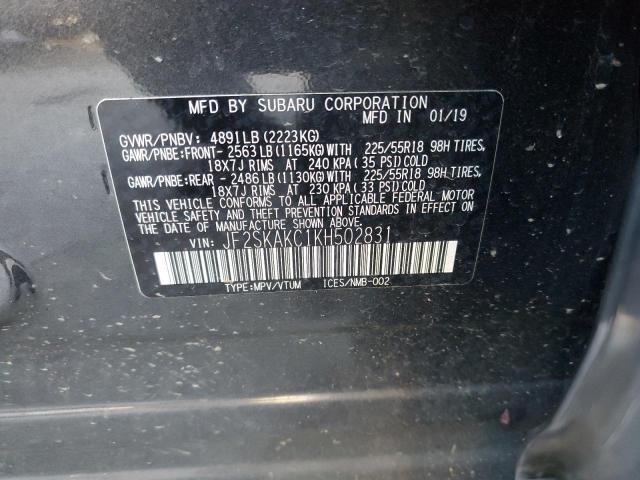 MFD BY SUBARU CORPORATION
MFD IN 01/19
GVWR/PNBV: 4891LB(2223KG)
GAWR/PNBE:FRONT-2563LB(1165KG)WITH 225/55R18 98H TIRES,
18X7J RIMS AT 240 KPA(35 PSI)COLD
GAWR/PNBE:REAR -2486LB(1130KG)WITH 225/55R18 98H TIRES,
18X7J RIMS AT 230 KPA(33 PSI)COLD
THIS VEHICLE CONFORMS TO ALL APPLICABLE FEDERAL MOTOR
VEHICLE SAFETY AND THEFT PREVENTION STANDARDS IN EFFECT ON
THE DATE OF MANUFACTURE SHOWN ABOVE.
VIN: JF2SKAKC1KH502831
TYPE:MPV/VTUM ICES/NMB-002